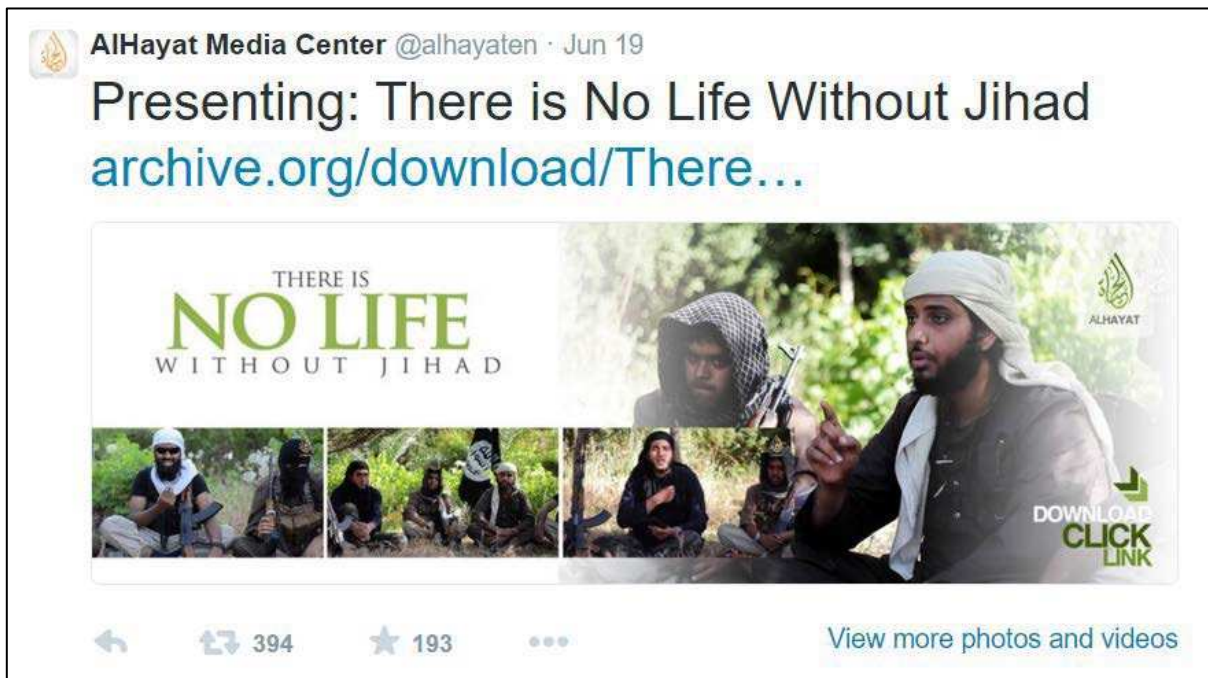 AlHayat Media Center @alhayaten · Jun 19
Presenting: There is No Life Without Jihad
archive.org/download/There…
THERE IS
NO LIFE
WITHOUT JIHAD
ALHAYAT
DOWNLOAD
CLICK
LINK
394 193
View more photos and videos